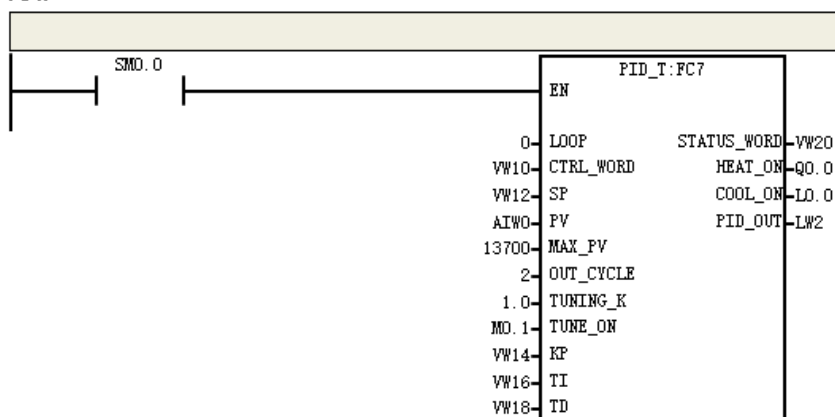 SM0.0
PID_T:FC7
EN
0 LOOP STATUS_WORD VW20
VW10 CTRL_WORD HEAT_ON Q0.0
VW12 SP COOL_ON L0.0
AIW0 PV PID_OUT LW2
13700 MAX_PV
2 OUT_CYCLE
1.0 TUNING_K
M0.1 TUNE_ON
VW14 KP
VW16 TI
VW18 TD